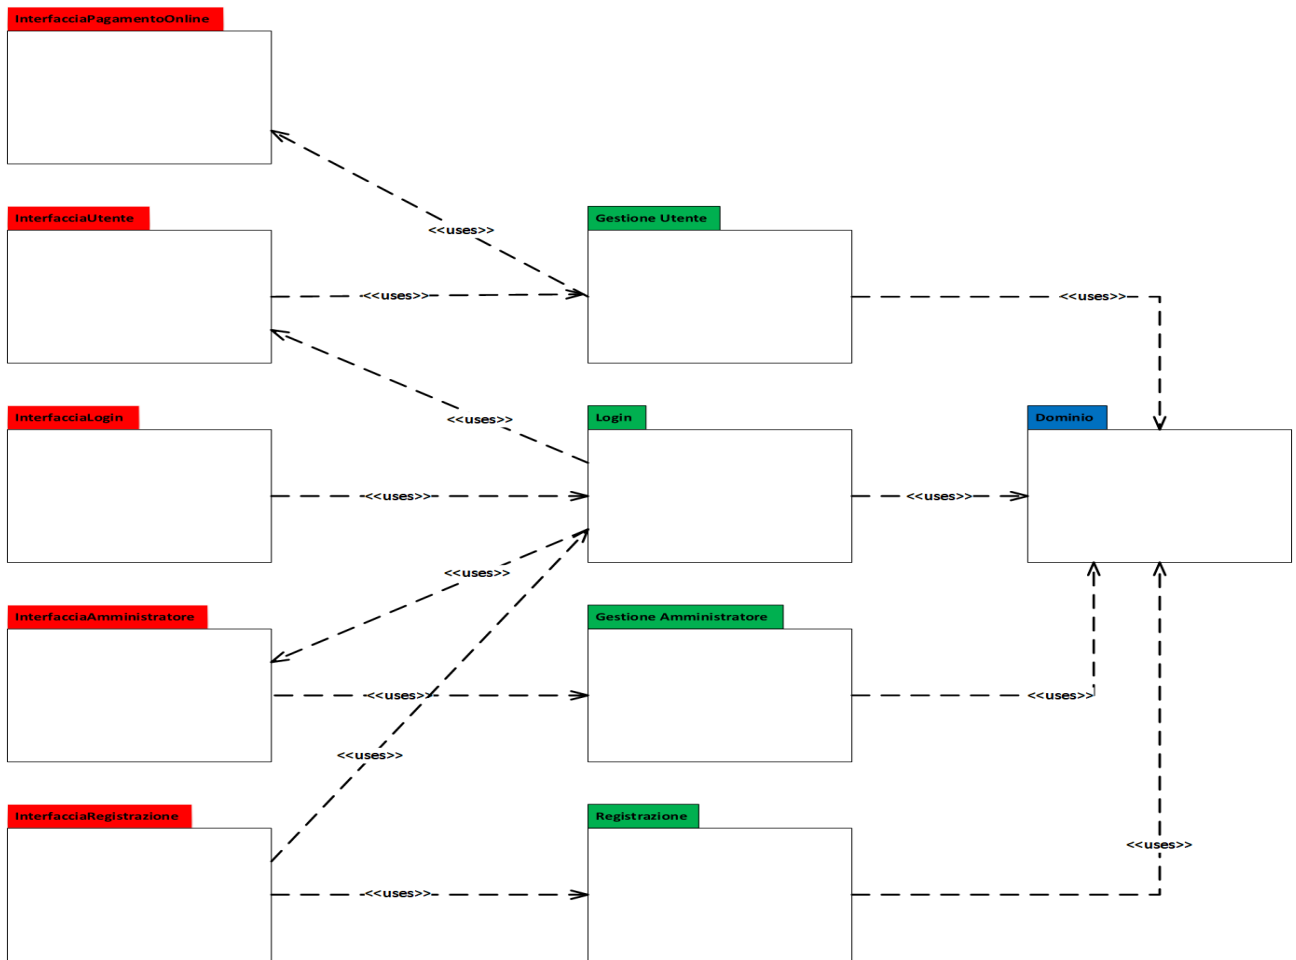 InterfacciaPagamentoOnline
InterfacciaUtente
Gestione Utente
<<uses>>
<<uses>>
<<uses>>
InterfacciaLogin
Login
Dominio
<<uses>>
<<uses>>
<<uses>>
<<uses>>
InterfacciaAmministratore
Gestione Amministratore
<<uses>>
<<uses>>
<<uses>>
InterfacciaRegistrazione
Registrazione
<<uses>>
<<uses>>